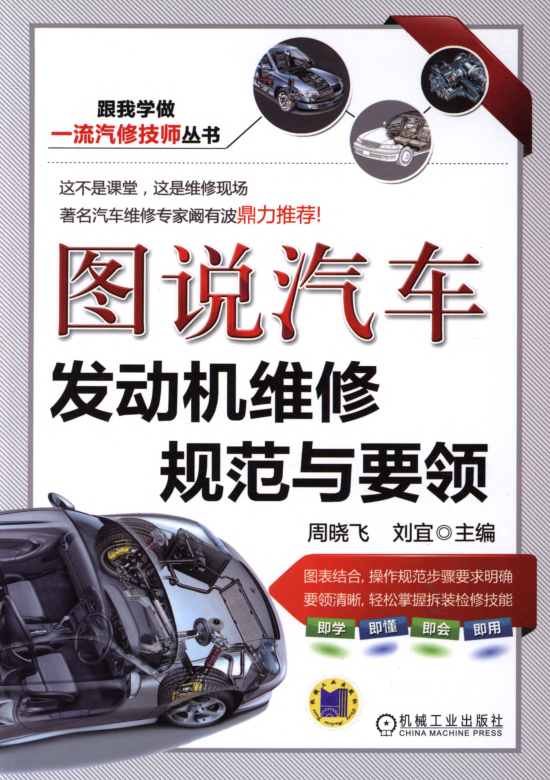 跟我学做
一流汽修技师丛书
这不是课堂，这是维修现场
著名汽车维修专家阚有波鼎力推荐!
图说汽车
发动机维修
规范与要领
周晓飞 刘宜◎主编
图表结合, 操作规范步骤要求明确
要领清晰, 轻松掌握拆装检修技能
即学 即懂 即会 即用
机械工业出版社
CHINA MACHINE PRESS